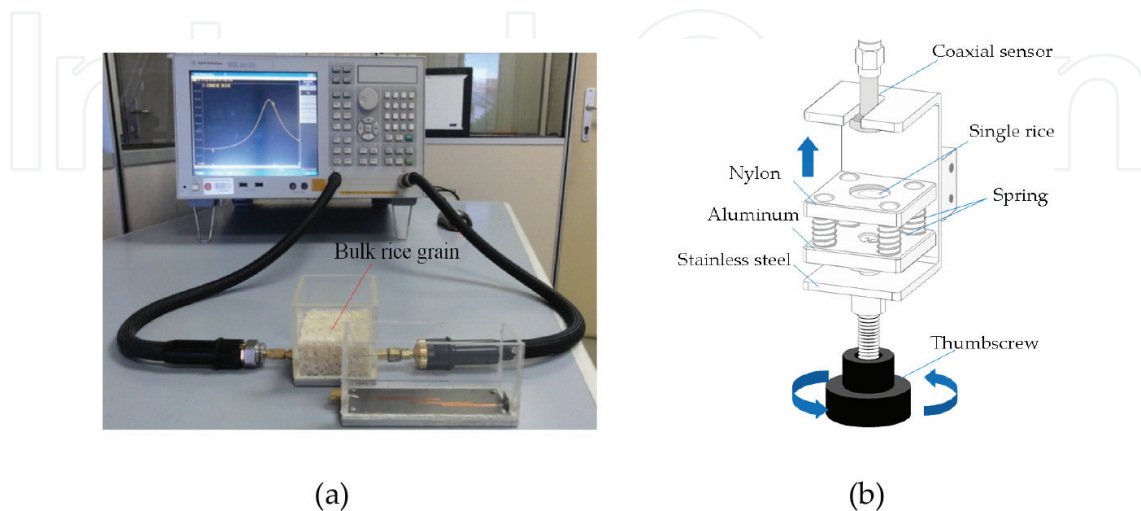 Bulk rice grain
Coaxial sensor
Single rice
Nylon
Spring
Aluminum
Stainless steel
Thumbscrew
(a)
(b)